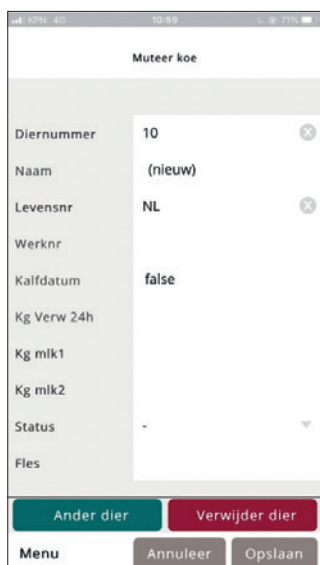 KPN 4G 10:59 71%
Muteer koe
Diernummer 10
Naam (nieuw)
Levensnr NL
Werknr
Kalfdatum false
Kg Verw 24h
Kg mlk1
Kg mlk2
Status -
Fles
Ander dier Verwijder dier
Menu Annuleer Opslaan